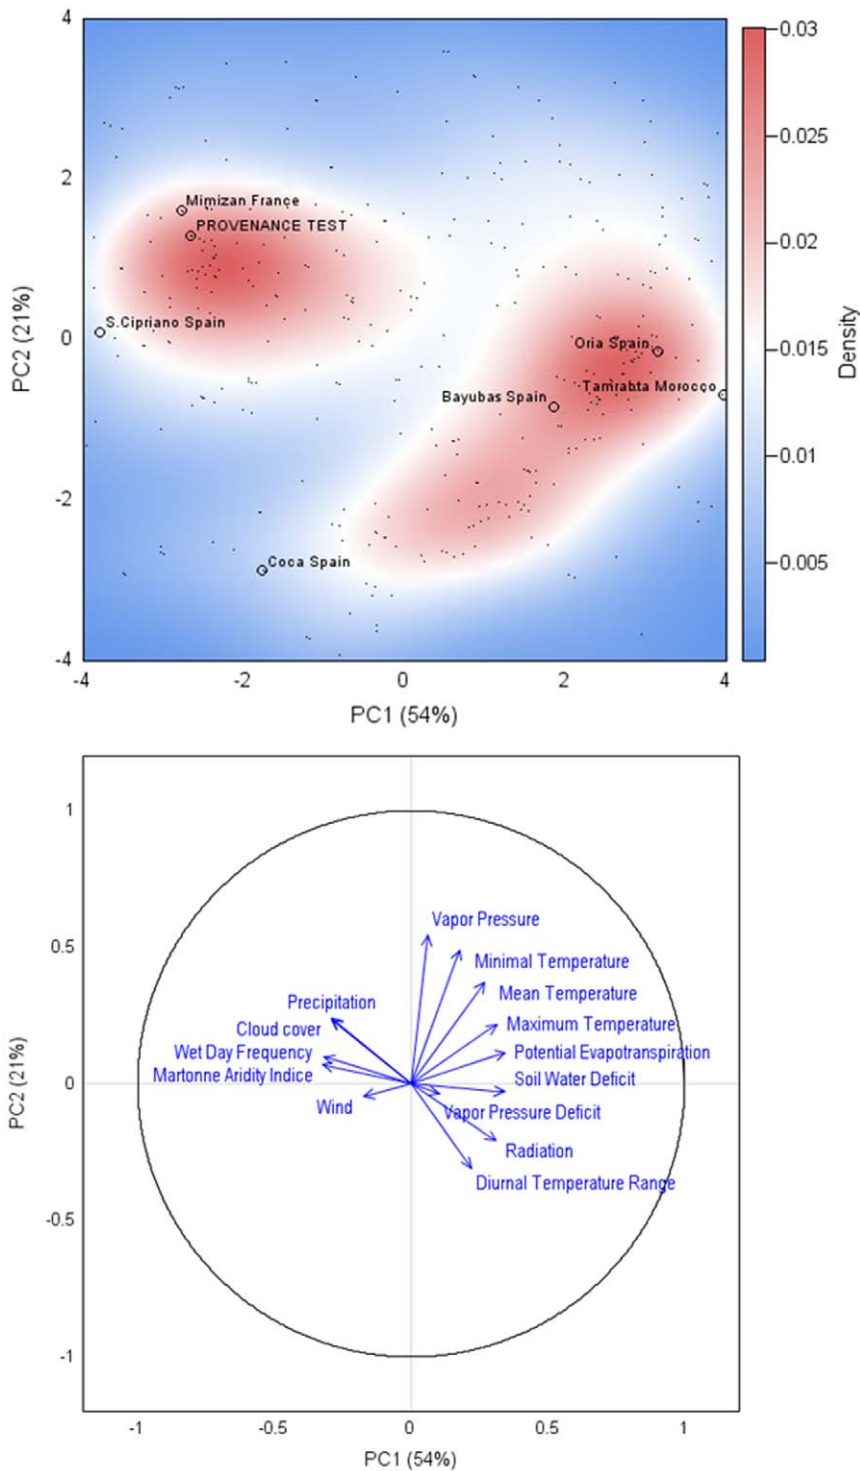 4
2
0
-2
-4
PC2 (21%)
Mimizan France
PROVENANCE TEST
S.Cipriano Spain
Oria Spain
Tamrabta Morocco
Bayubas Spain
Coca Spain
-4
-2
0
2
4
PC1 (54%)
0.03
0.025
0.02
0.015
0.01
0.005
Density
1
0.5
0
-0.5
-1
PC2 (21%)
Vapor Pressure
Minimal Temperature
Mean Temperature
Precipitation
Maximum Temperature
Cloud cover
Potential Evapotranspiration
Wet Day Frequency
Soil Water Deficit
Martonne Aridity Indice
Wind
Vapor Pressure Deficit
Radiation
Diurnal Temperature Range
-1
-0.5
0
0.5
1
PC1 (54%)